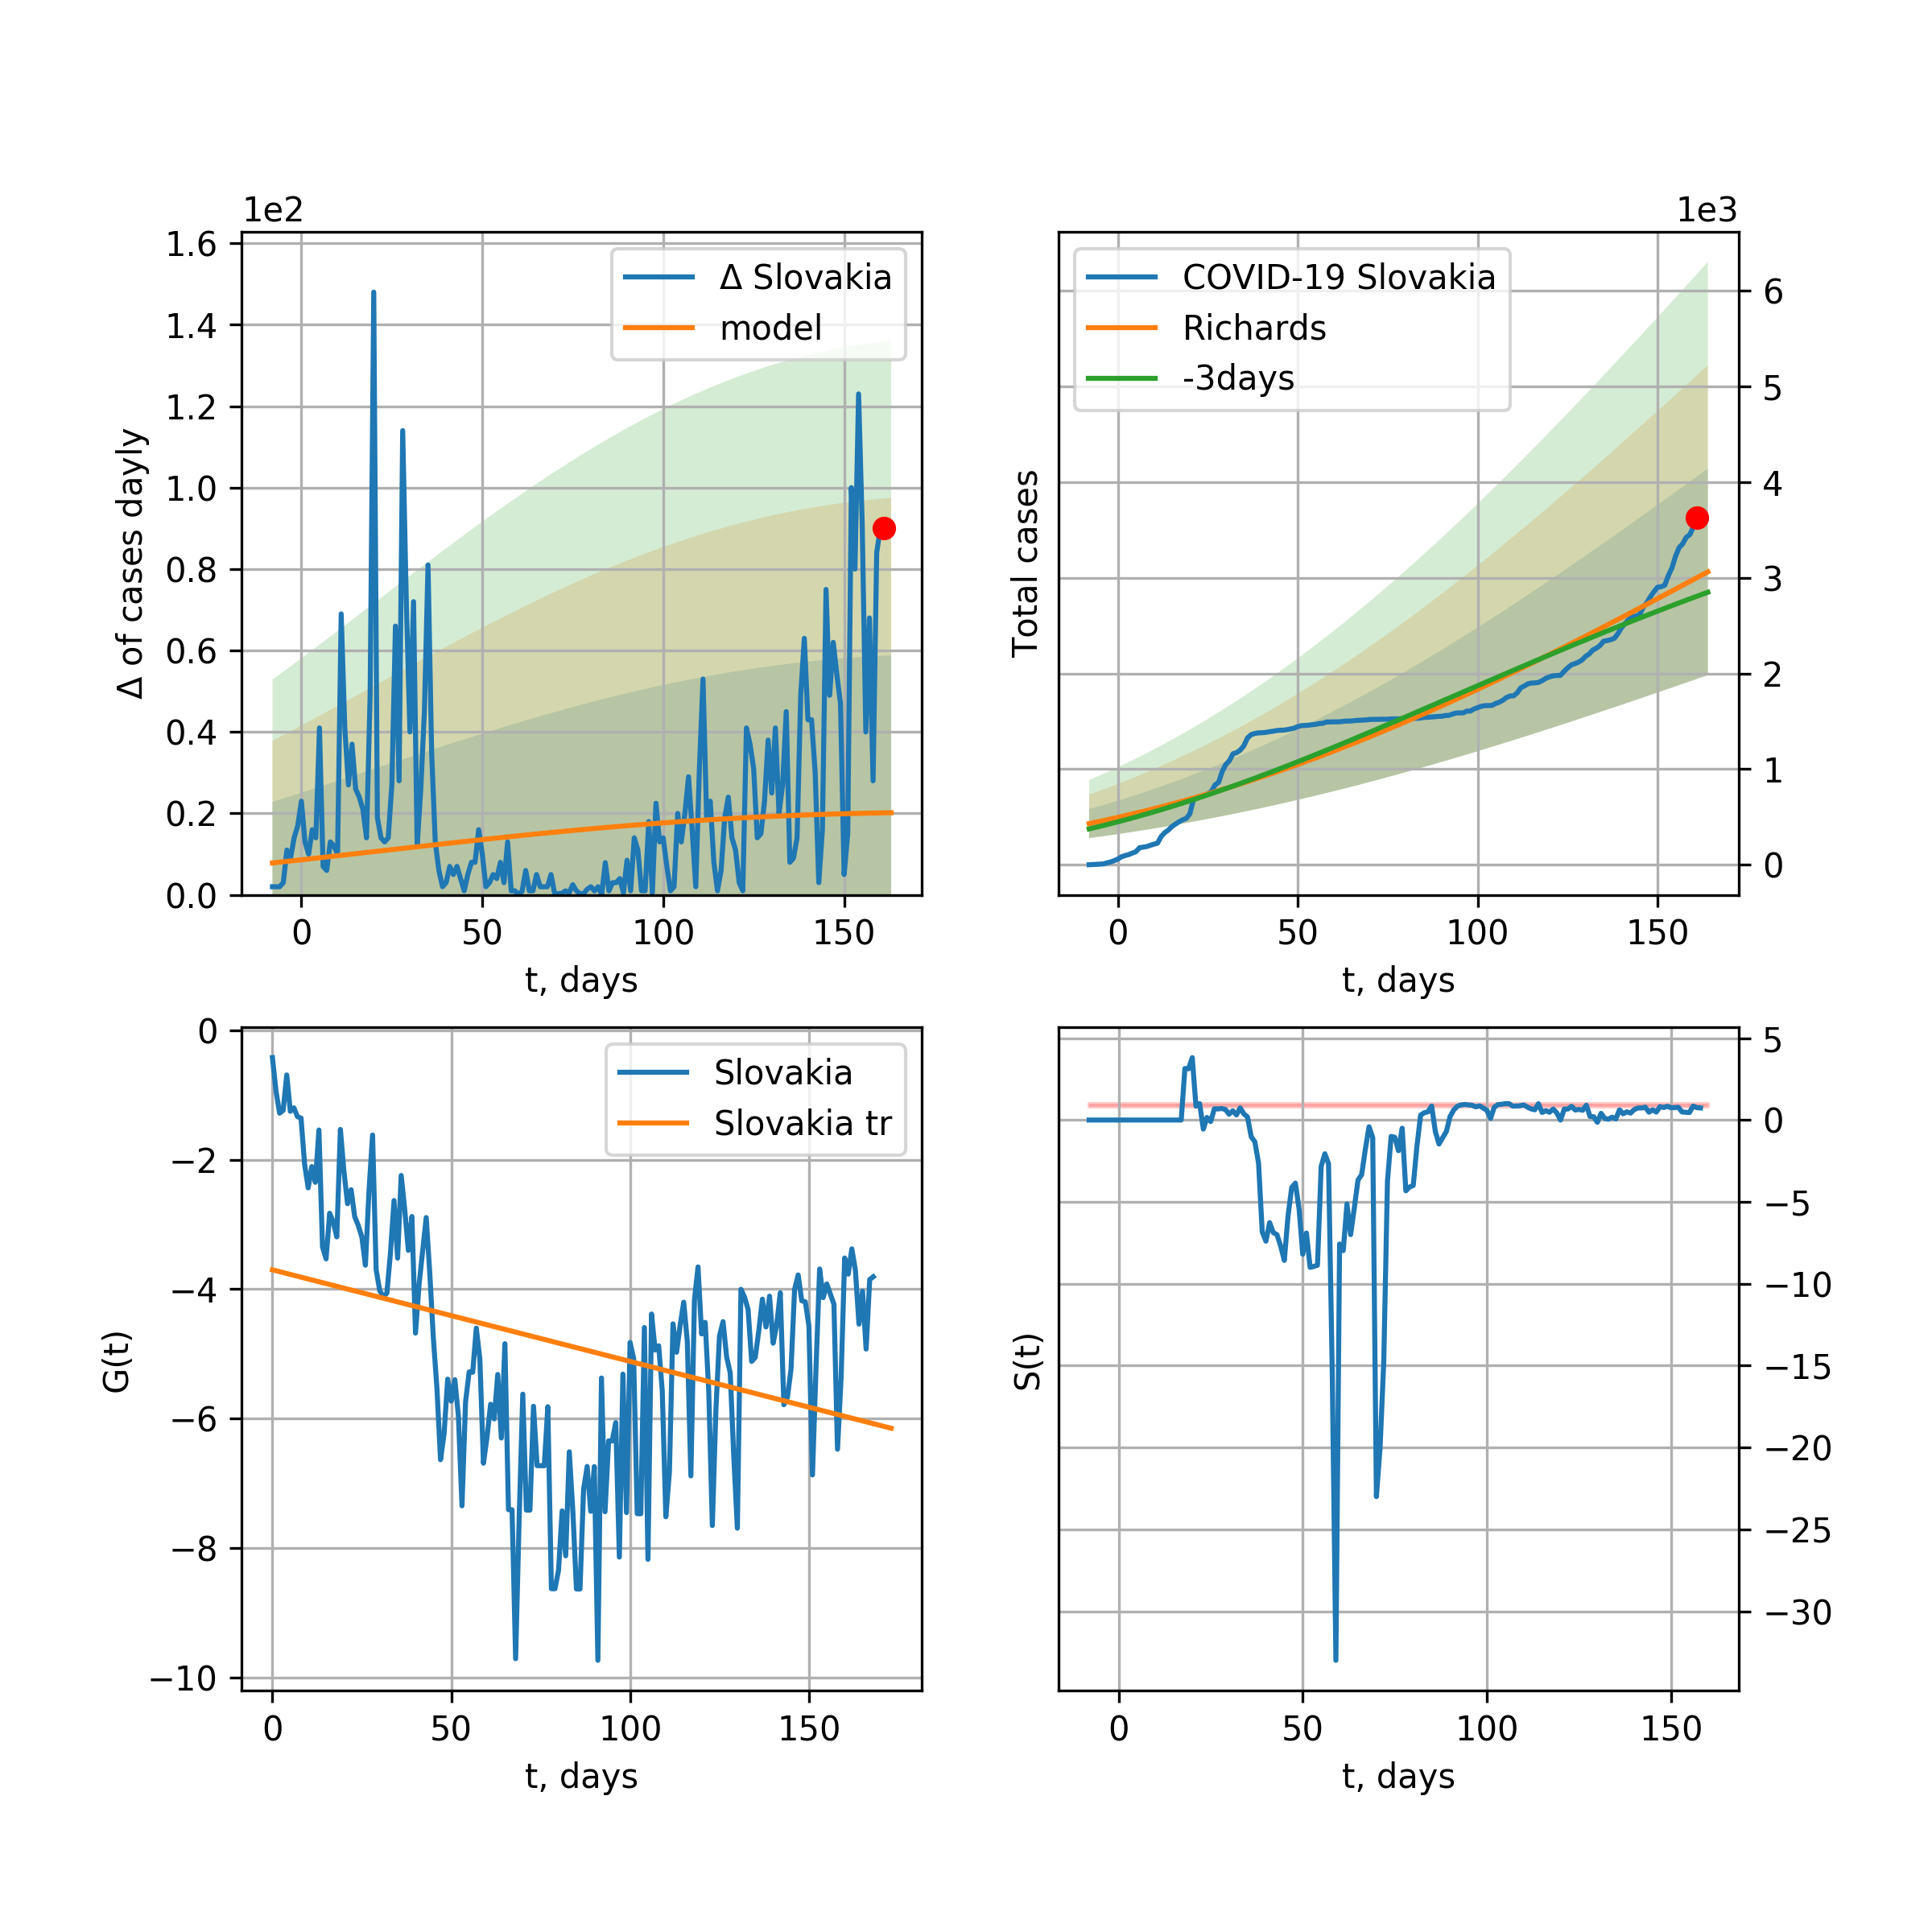 1e2
1.6
1.4
1.2
1.0
0.8
0.6
0.4
0.2
0.0
Δ of cases dayly
0 50 100 150
t, days
Δ Slovakia
model
1e3
6
5
4
3
2
1
0
Total cases
0 50 100 150
t, days
COVID-19 Slovakia
Richards
-3days
0
−2
−4
−6
−8
−10
G(t)
0 50 100 150
t, days
Slovakia
Slovakia tr
5
0
−5
−10
−15
−20
−25
−30
S(t)
0 50 100 150
t, days